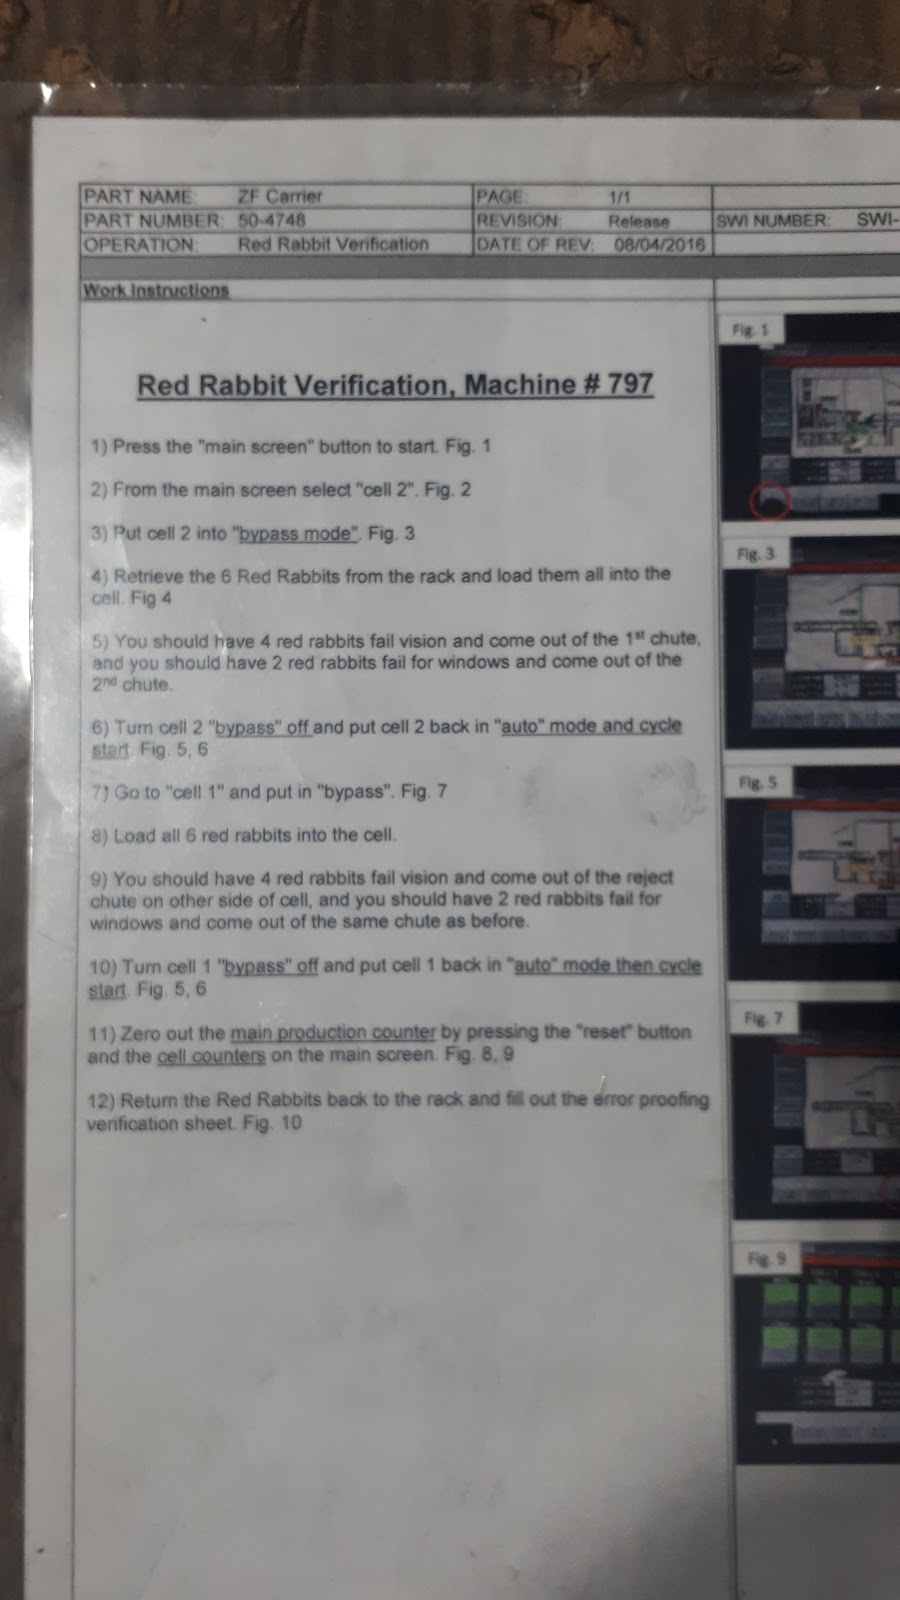 PART NAME: ZF Carrier PAGE: 1/1
PART NUMBER: 50-4748 REVISION: Release SWI NUMBER: SWI-
OPERATION: Red Rabbit Verification DATE OF REV: 08/04/2016
Work Instructions
Red Rabbit Verification, Machine # 797
1) Press the "main screen" button to start. Fig. 1
2) From the main screen select "cell 2". Fig. 2
3) Put cell 2 into "bypass mode". Fig. 3
4) Retrieve the 6 Red Rabbits from the rack and load them all into the
cell. Fig 4
5) You should have 4 red rabbits fail vision and come out of the 1st chute,
and you should have 2 red rabbits fail for windows and come out of the
2nd chute.
6) Turn cell 2 "bypass" off and put cell 2 back in "auto" mode and cycle
start. Fig. 5, 6
7) Go to "cell 1" and put in "bypass". Fig. 7
8) Load all 6 red rabbits into the cell.
9) You should have 4 red rabbits fail vision and come out of the reject
chute on other side of cell, and you should have 2 red rabbits fail for
windows and come out of the same chute as before.
10) Turn cell 1 "bypass" off and put cell 1 back in "auto" mode then cycle
start. Fig. 5, 6
11) Zero out the main production counter by pressing the "reset" button
and the cell counters on the main screen. Fig. 8, 9
12) Return the Red Rabbits back to the rack and fill out the error proofing
verification sheet. Fig. 10
Fig. 1
Fig. 3
Fig. 5
Fig. 7
Fig. 9